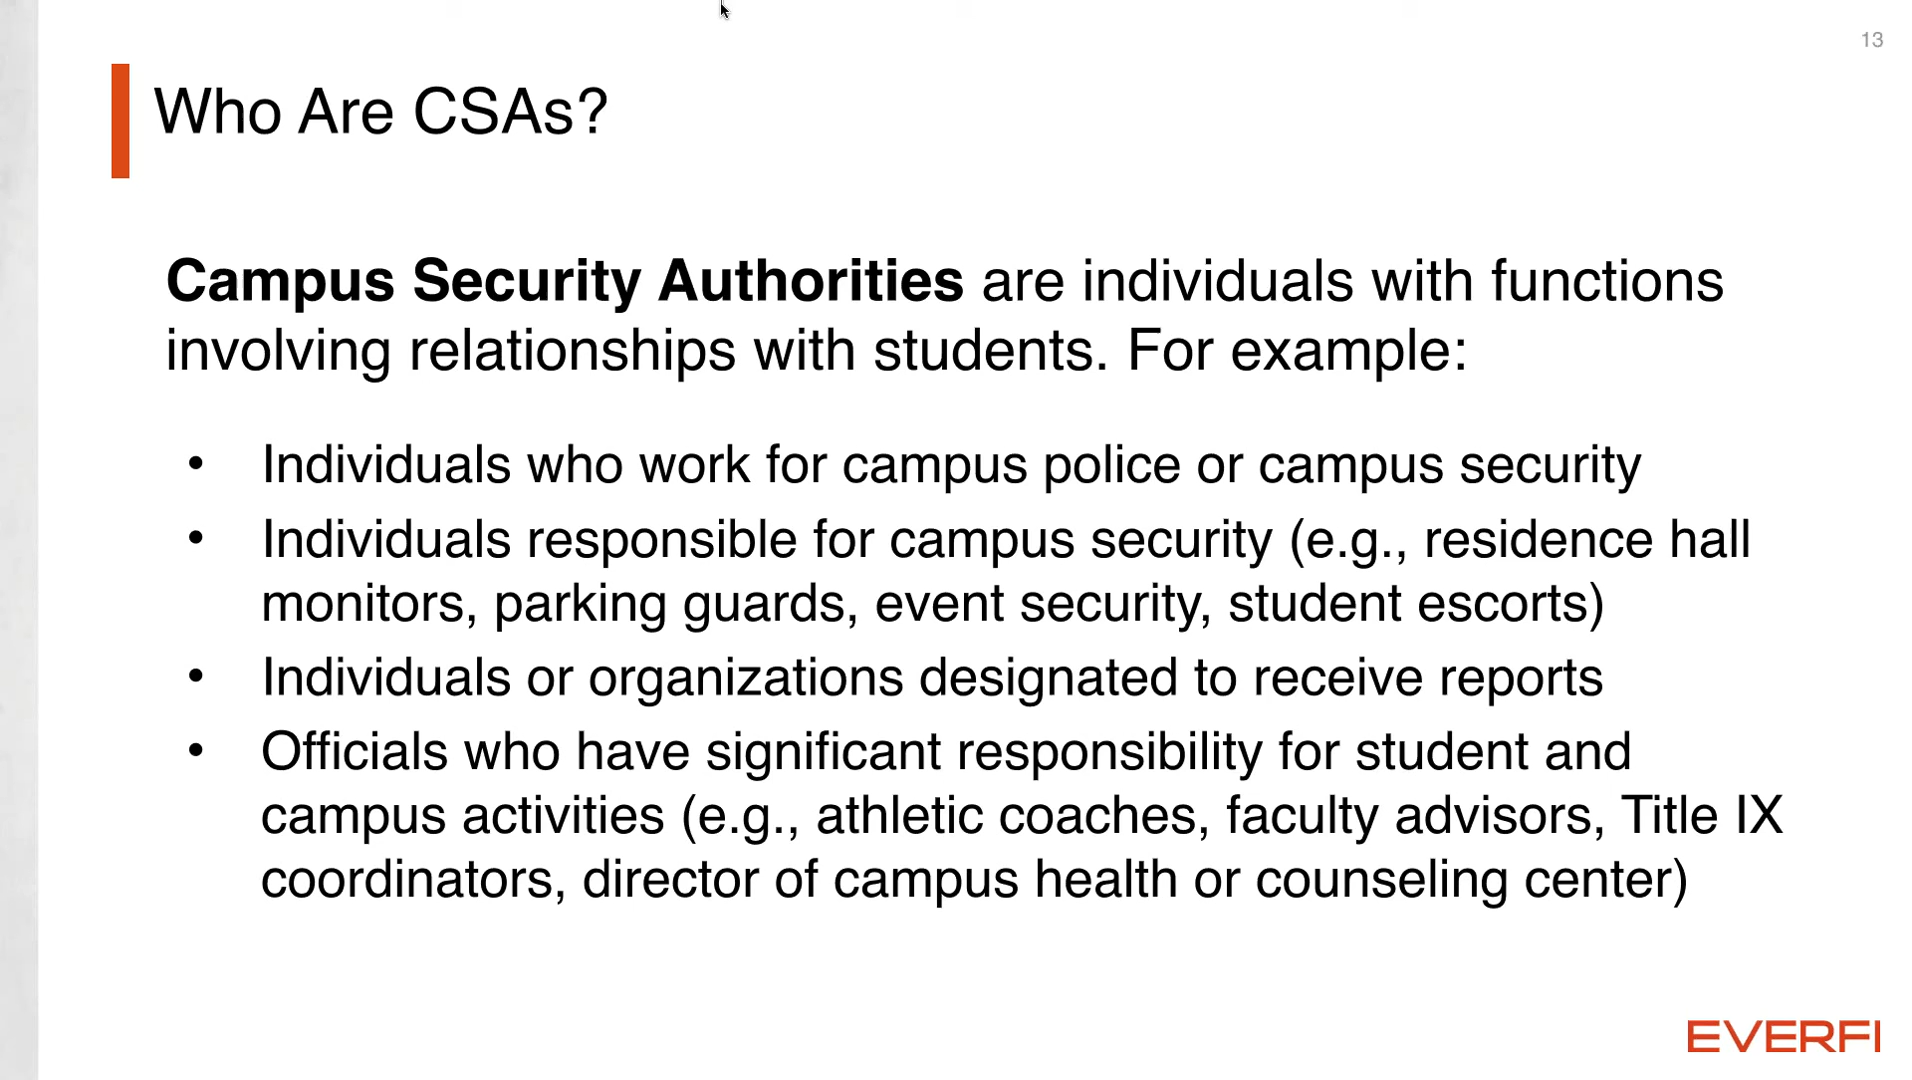 13
Who Are CSAs?
Campus Security Authorities are individuals with functions
involving relationships with students. For example:
• Individuals who work for campus police or campus security
• Individuals responsible for campus security (e.g., residence hall
monitors, parking guards, event security, student escorts)
• Individuals or organizations designated to receive reports
• Officials who have significant responsibility for student and
campus activities (e.g., athletic coaches, faculty advisors, Title IX
coordinators, director of campus health or counseling center)
EVERFI